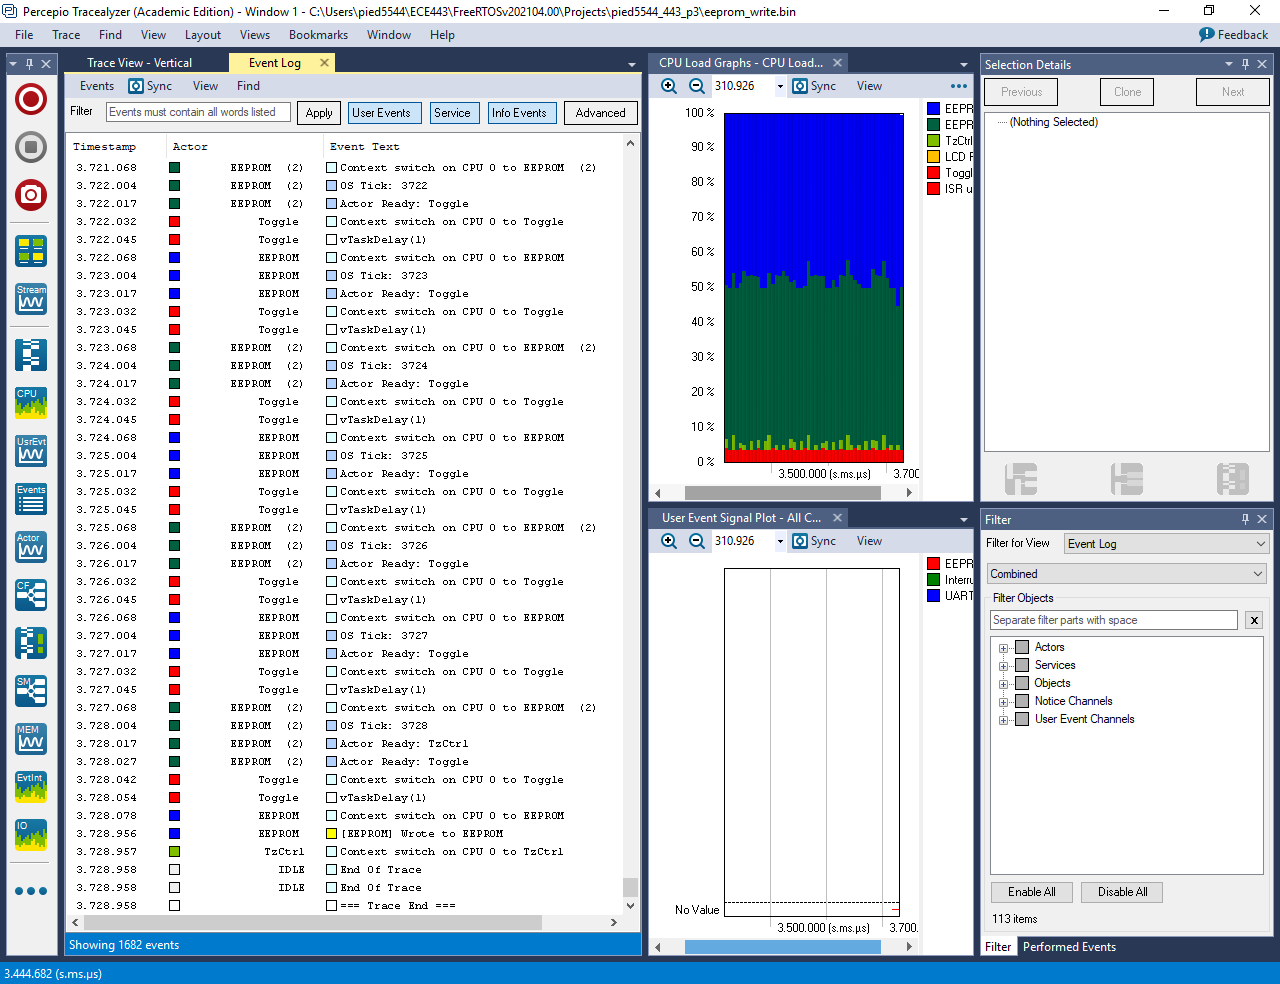 Percepio Tracealyzer (Academic Edition) - Window 1 - C:\Users\pied5544\ECE443\FreeRTOSv202104.00\Projects\pied5544_443_p3\eeprom_write.bin
File Trace Find View Layout Views Bookmarks Window Help Feedback
Trace View - Vertical Event Log
Events Sync View Find
Filter Events must contain all words listed Apply User Events Service Info Events Advanced
Timestamp Actor Event Text
3.721.068 EEPROM (2) Context switch on CPU 0 to EEPROM (2)
3.722.004 EEPROM (2) OS Tick: 3722
3.722.017 EEPROM (2) Actor Ready: Toggle
3.722.032 Toggle Context switch on CPU 0 to Toggle
3.722.045 Toggle vTaskDelay(1)
3.722.068 EEPROM Context switch on CPU 0 to EEPROM
3.723.004 EEPROM OS Tick: 3723
3.723.017 EEPROM Actor Ready: Toggle
3.723.032 Toggle Context switch on CPU 0 to Toggle
3.723.045 Toggle vTaskDelay(1)
3.723.068 EEPROM (2) Context switch on CPU 0 to EEPROM (2)
3.724.004 EEPROM (2) OS Tick: 3724
3.724.017 EEPROM (2) Actor Ready: Toggle
3.724.032 Toggle Context switch on CPU 0 to Toggle
3.724.045 Toggle vTaskDelay(1)
3.724.068 EEPROM Context switch on CPU 0 to EEPROM
3.725.004 EEPROM OS Tick: 3725
3.725.017 EEPROM Actor Ready: Toggle
3.725.032 Toggle Context switch on CPU 0 to Toggle
3.725.045 Toggle vTaskDelay(1)
3.725.068 EEPROM (2) Context switch on CPU 0 to EEPROM (2)
3.726.004 EEPROM (2) OS Tick: 3726
3.726.017 EEPROM (2) Actor Ready: Toggle
3.726.032 Toggle Context switch on CPU 0 to Toggle
3.726.045 Toggle vTaskDelay(1)
3.726.068 EEPROM Context switch on CPU 0 to EEPROM
3.727.004 EEPROM OS Tick: 3727
3.727.017 EEPROM Actor Ready: Toggle
3.727.032 Toggle Context switch on CPU 0 to Toggle
3.727.045 Toggle vTaskDelay(1)
3.727.068 EEPROM (2) Context switch on CPU 0 to EEPROM (2)
3.728.004 EEPROM (2) OS Tick: 3728
3.728.017 EEPROM (2) Actor Ready: TzCtrl
3.728.027 EEPROM (2) Actor Ready: Toggle
3.728.042 Toggle Context switch on CPU 0 to Toggle
3.728.054 Toggle vTaskDelay(1)
3.728.078 EEPROM Context switch on CPU 0 to EEPROM
3.728.956 EEPROM [EEPROM] Wrote to EEPROM
3.728.957 TzCtrl Context switch on CPU 0 to TzCtrl
3.728.958 IDLE End Of Trace
3.728.958 IDLE End Of Trace
3.728.958 === Trace End ===
Showing 1682 events
3.444.682 (s.ms.µs)
Stream
CPU
UsrEvt
Events
Actor
CF
SM
MEM
EvtInt
IO
CPU Load Graphs - CPU Load...
310.926 Sync View
100 %
90 %
80 %
70 %
60 %
50 %
40 %
30 %
20 %
10 %
0 %
3.500.000 (s.ms.µs) 3.700
EEPR
EEPR
TzCtrl
LCD F
Toggl
ISR u
User Event Signal Plot - All C...
310.926 Sync View
No Value
3.500.000 (s.ms.µs) 3.700.
EEPR
Interru
UART
Selection Details
Previous Clone Next
(Nothing Selected)
Filter
Filter for View Event Log
Combined
Filter Objects
Separate filter parts with space x
Actors
Services
Objects
Notice Channels
User Event Channels
Enable All Disable All
113 items
Filter Performed Events